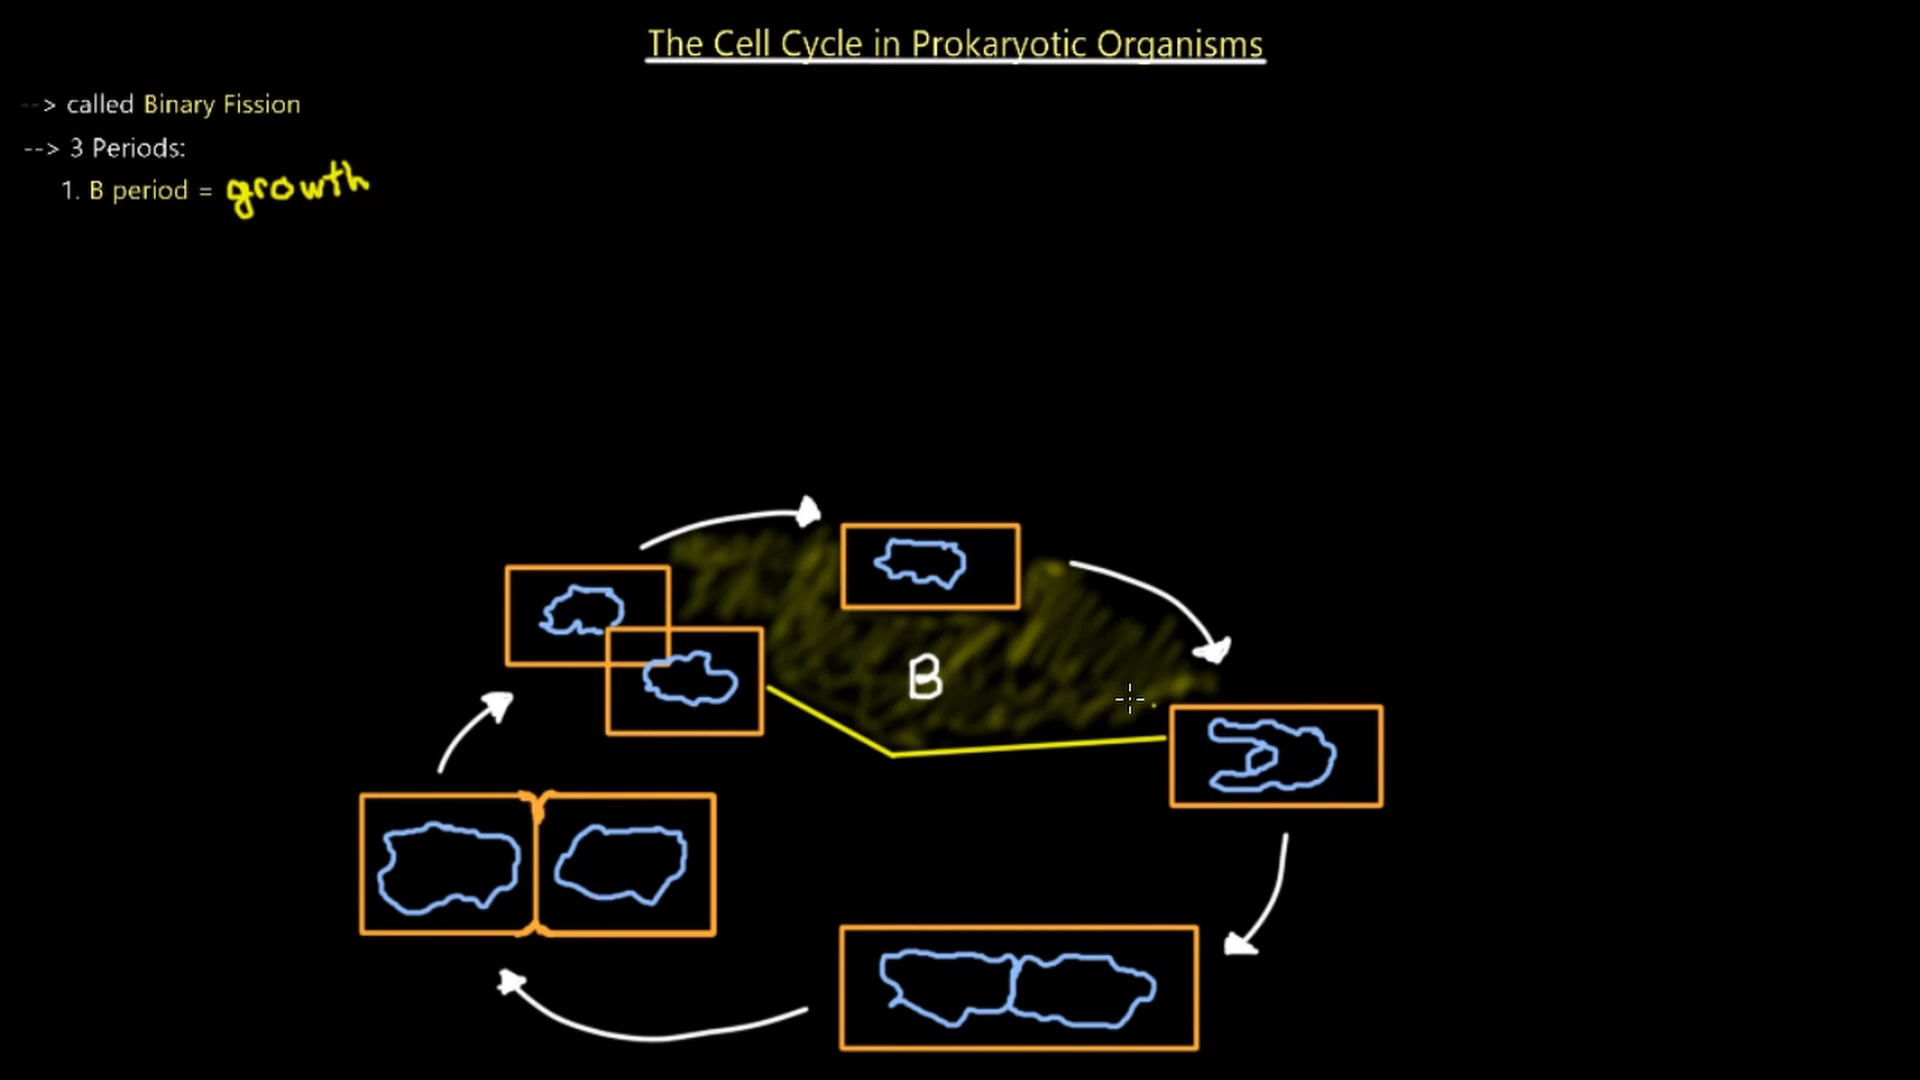 The Cell Cycle in Prokaryotic Organisms
--> called Binary Fission
--> 3 Periods:
1. B period = growth
B